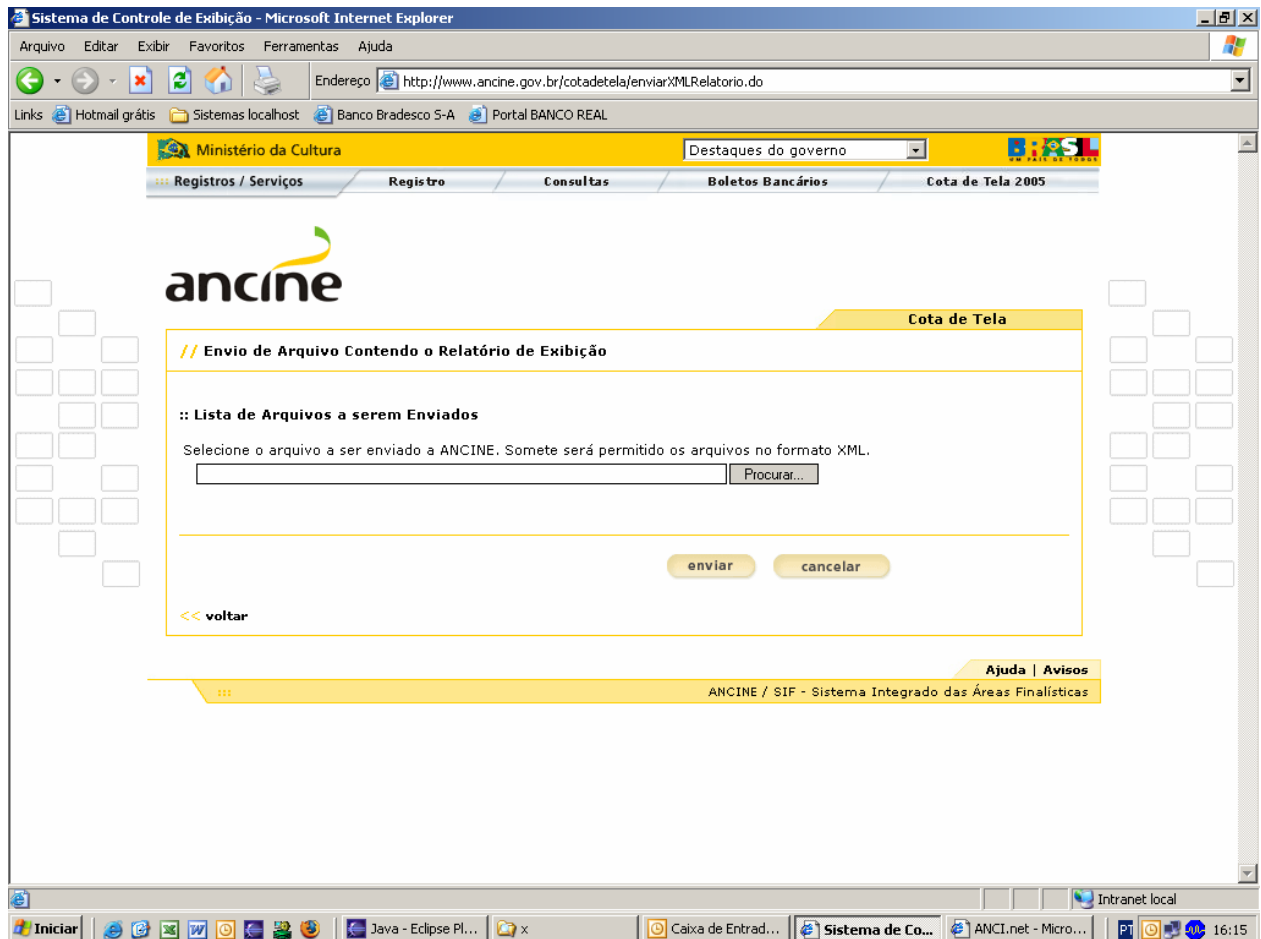 Sistema de Controle de Exibição - Microsoft Internet Explorer
Arquivo Editar Exibir Favoritos Ferramentas Ajuda
Endereço http://www.ancine.gov.br/cotadetela/enviarXMLRelatorio.do
Links Hotmail grátis Sistemas localhost Banco Bradesco S-A Portal BANCO REAL
Ministério da Cultura Destaques do governo BRASIL
UM PAÍS DE TODOS
::: Registros / Serviços Registro Consultas Boletos Bancários Cota de Tela 2005
ancine
Cota de Tela
// Envio de Arquivo Contendo o Relatório de Exibição
:: Lista de Arquivos a serem Enviados
Selecione o arquivo a ser enviado a ANCINE. Somete será permitido os arquivos no formato XML.
Procurar...
enviar cancelar
<< voltar
Ajuda | Avisos
::: ANCINE / SIF - Sistema Integrado das Áreas Finalísticas
Intranet local
Iniciar Java - Eclipse Pl... x Caixa de Entrad... Sistema de Co... ANCI.net - Micro... PT 16:15